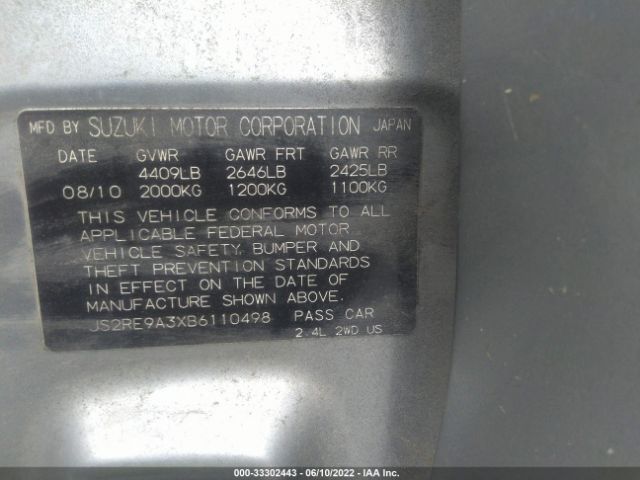 MFD BY SUZUKI MOTOR CORPORATION JAPAN
DATE GVWR GAWR FRT GAWR RR
4409LB 2646LB 2425LB
08/10 2000KG 1200KG 1100KG
THIS VEHICLE CONFORMS TO ALL
APPLICABLE FEDERAL MOTOR
VEHICLE SAFETY, BUMPER AND
THEFT PREVENTION STANDARDS
IN EFFECT ON THE DATE OF
MANUFACTURE SHOWN ABOVE.
JS2RE9A3XB6110498 PASS CAR
2.4L 2WD US
000-33302443 - 06/10/2022 - IAA Inc.